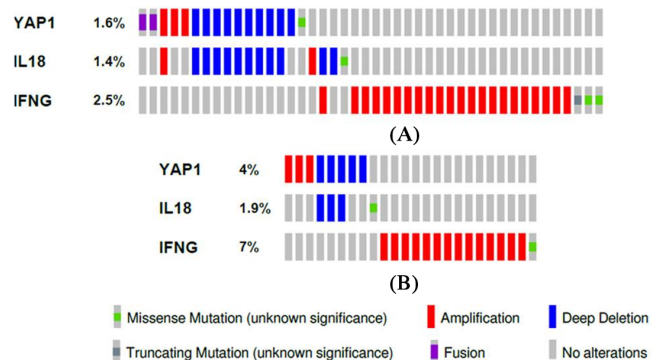 YAP1 1.6%
IL18 1.4%
IFNG 2.5%
(A)
YAP1 4%
IL18 1.9%
IFNG 7%
(B)
Missense Mutation (unknown significance) Amplification Deep Deletion
Truncating Mutation (unknown significance) Fusion No alterations